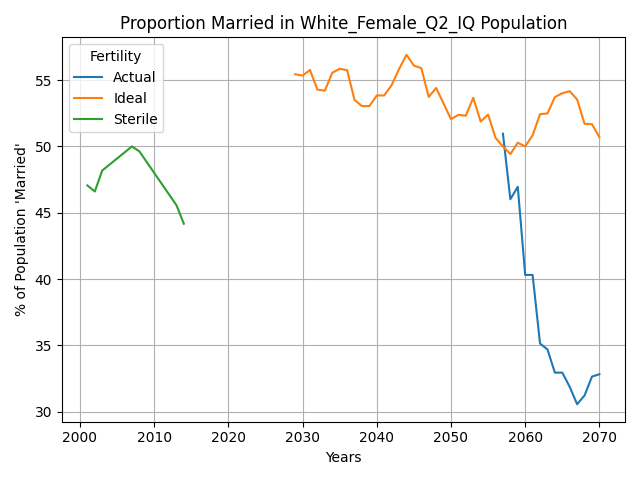 Proportion Married in White_Female_Q2_IQ Population
Fertility
Actual
Ideal
Sterile
% of Population 'Married'
55
50
45
40
35
30
2000 2010 2020 2030 2040 2050 2060 2070
Years